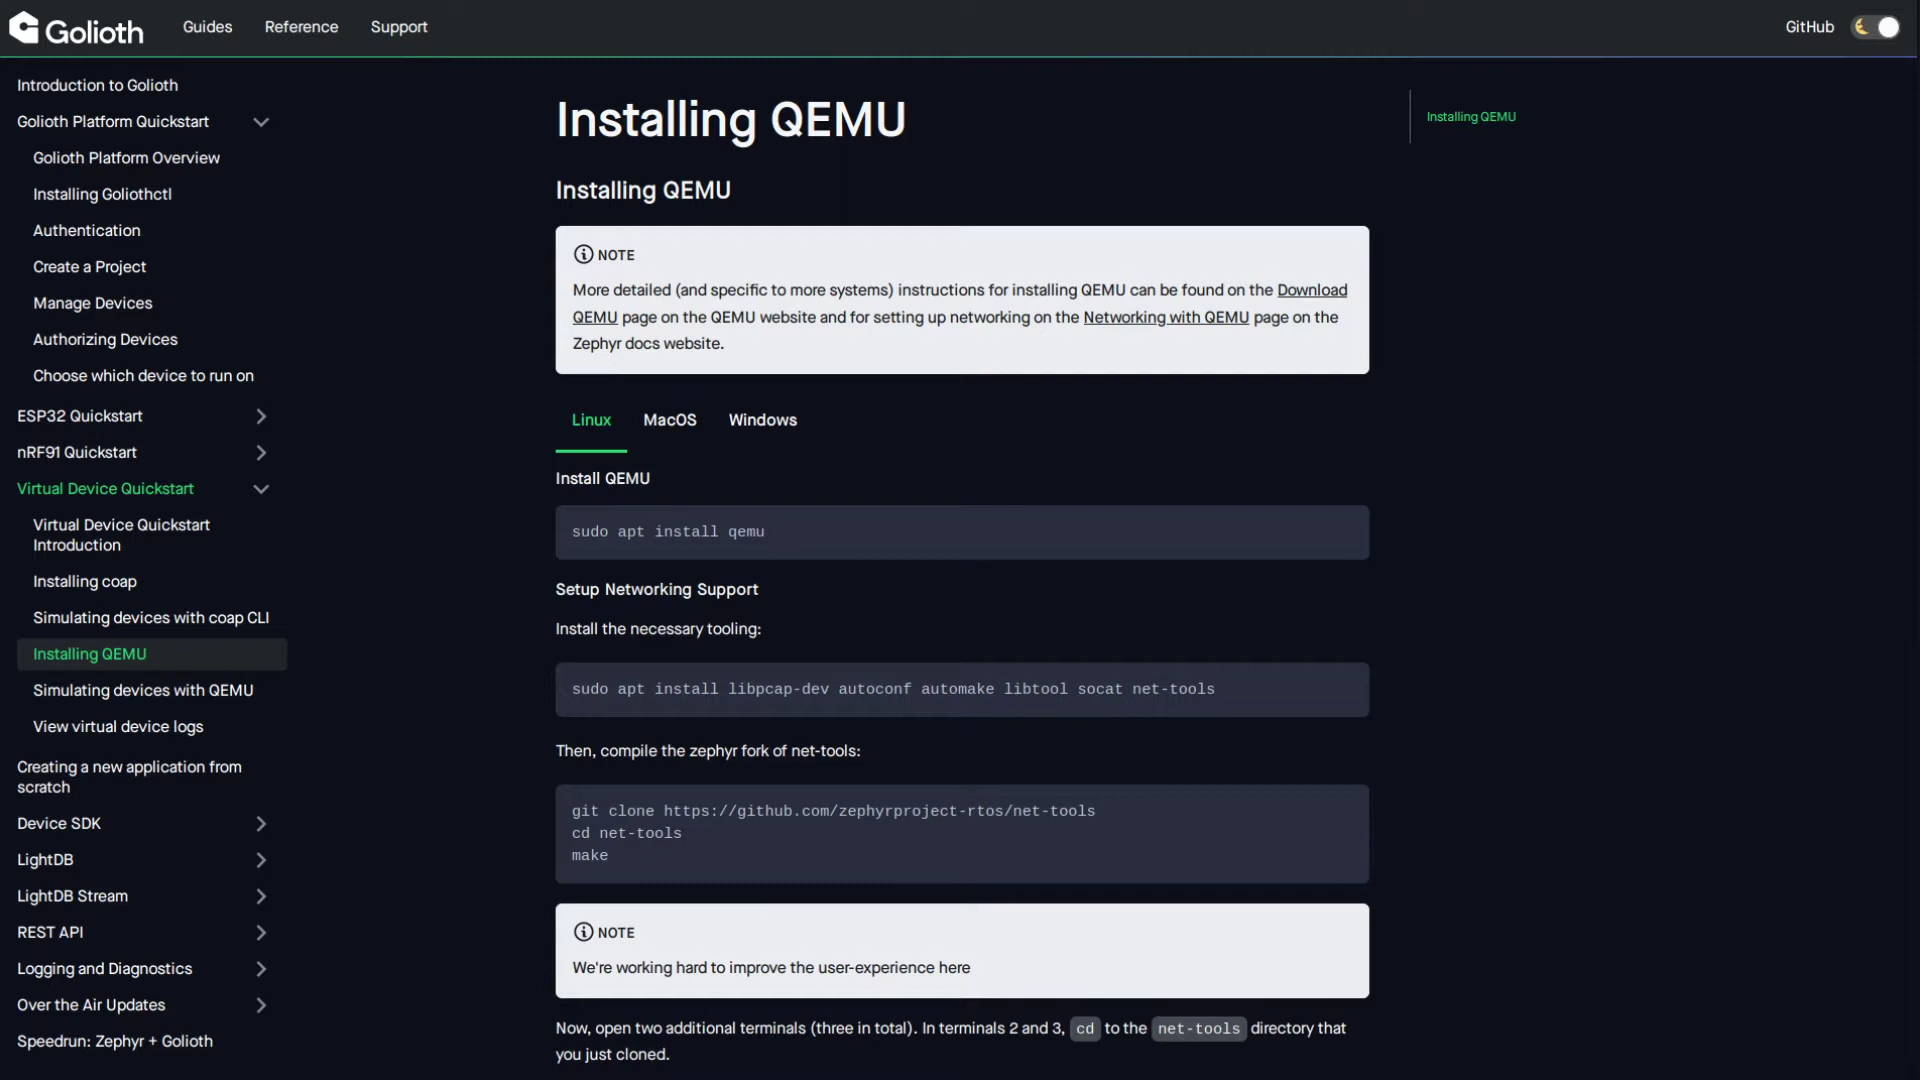 Golioth
Guides
Reference
Support
GitHub
Introduction to Golioth
Golioth Platform Quickstart
Golioth Platform Overview
Installing Goliothctl
Authentication
Create a Project
Manage Devices
Authorizing Devices
Choose which device to run on
ESP32 Quickstart
nRF91 Quickstart
Virtual Device Quickstart
Virtual Device Quickstart
Introduction
Installing coap
Simulating devices with coap CLI
Installing QEMU
Simulating devices with QEMU
View virtual device logs
Creating a new application from
scratch
Device SDK
LightDB
LightDB Stream
REST API
Logging and Diagnostics
Over the Air Updates
Speedrun: Zephyr + Golioth
Installing QEMU
Installing QEMU
NOTE
More detailed (and specific to more systems) instructions for installing QEMU can be found on the Download
QEMU page on the QEMU website and for setting up networking on the Networking with QEMU page on the
Zephyr docs website.
Linux
MacOS
Windows
Install QEMU
sudo apt install qemu
Setup Networking Support
Install the necessary tooling:
sudo apt install libpcap-dev autoconf automake libtool socat net-tools
Then, compile the zephyr fork of net-tools:
git clone https://github.com/zephyrproject-rtos/net-tools
cd net-tools
make
NOTE
We're working hard to improve the user-experience here
Now, open two additional terminals (three in total). In terminals 2 and 3, cd to the net-tools directory that
you just cloned.
Installing QEMU